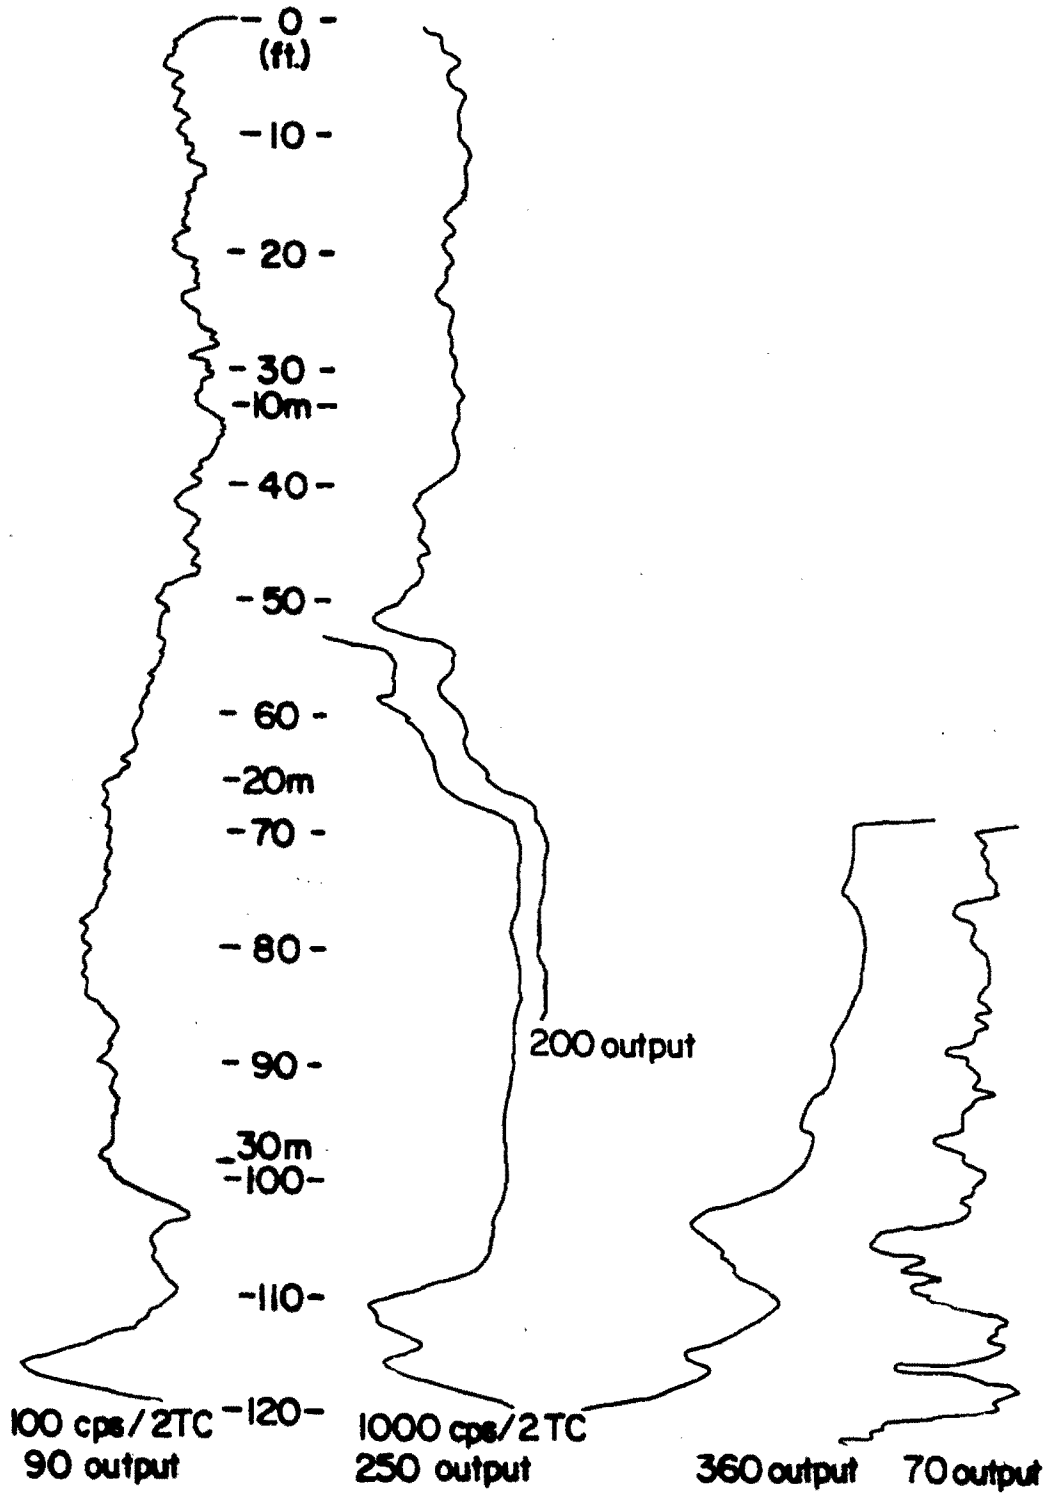 - 0 -
(ft.)
-10 -
- 20 -
- 30 -
-10m-
- 40 -
- 50 -
- 60 -
-20m
-70 -
- 80 -
200 output
- 90 -
-30m
-100-
-110-
-120-
100 cps/2TC
90 output
1000 cps/2TC
250 output
360 output
70 output